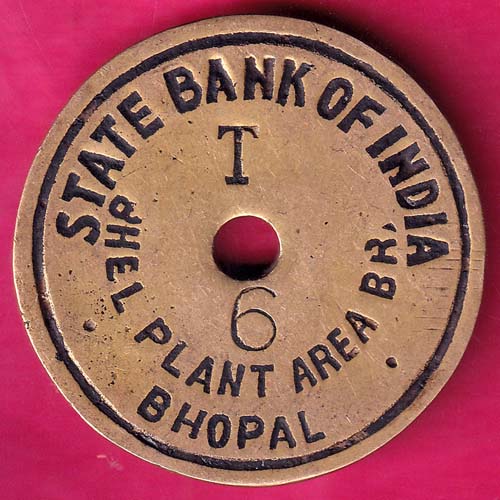 STATE BANK OF INDIA
T
6
BHEL PLANT AREA BR.
BHOPAL